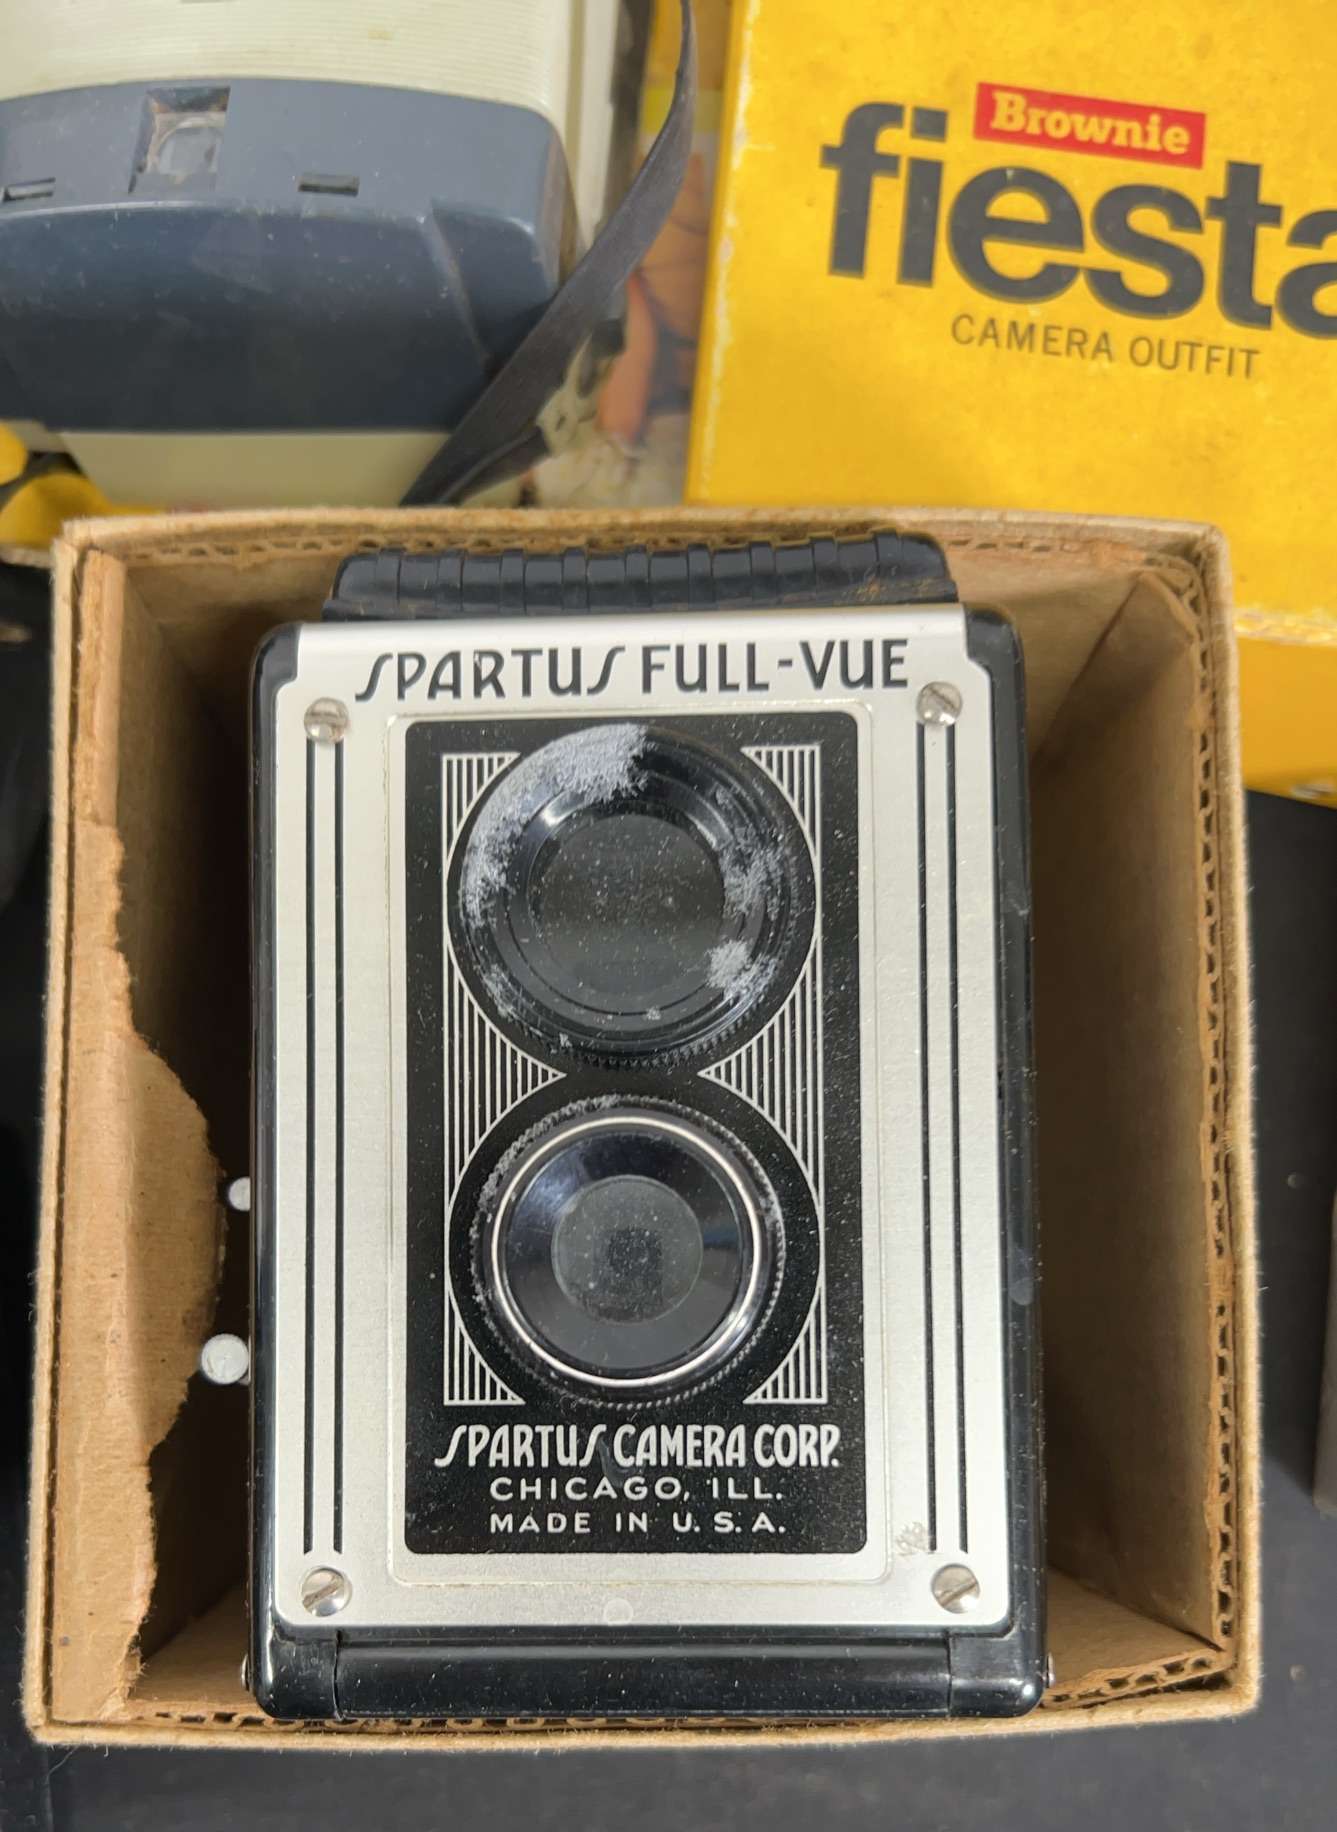 Brownie
fiesta
CAMERA OUTFIT
SPARTUS FULL-VUE
SPARTUS CAMERA CORP.
CHICAGO, ILL.
MADE IN U.S.A.